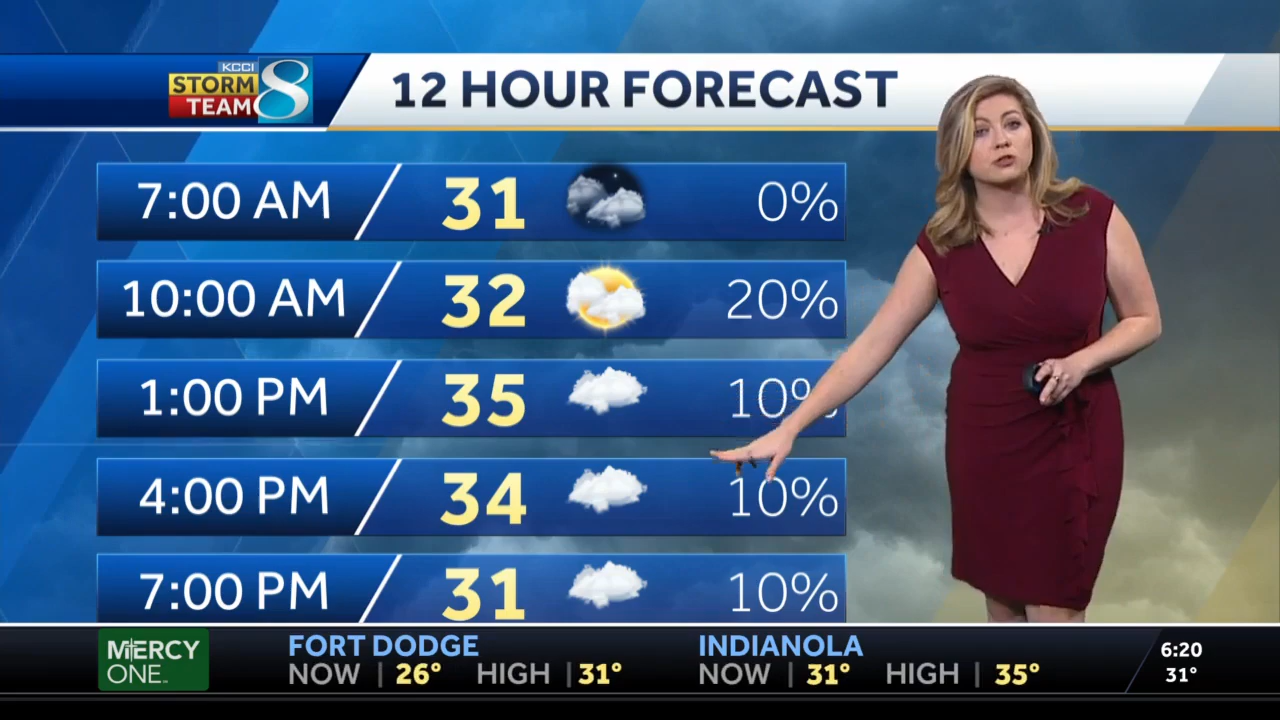 KCCI
STORM
TEAM 8
12 HOUR FORECAST
7:00 AM 31 0%
10:00 AM 32 20%
1:00 PM 35 10%
4:00 PM 34 10%
7:00 PM 31 10%
MERCY
ONE
FORT DODGE
NOW | 26° HIGH | 31°
INDIANOLA
NOW | 31° HIGH | 35°
6:20
31°